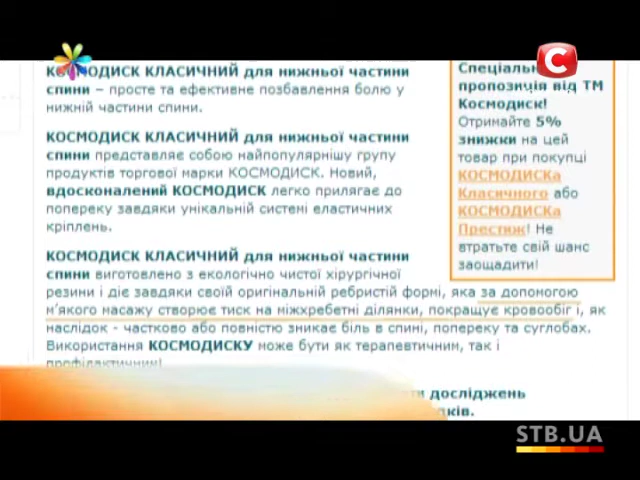 КОСМОДИСК КЛАСИЧНИЙ для нижньої частини
спини – просте та ефективне позбавлення болю у
нижній частини спини.
КОСМОДИСК КЛАСИЧНИЙ для нижньої частини
спини представляє собою найпопулярнішу групу
продуктів торгової марки КОСМОДИСК. Новий,
вдосконалений КОСМОДИСК легко прилягає до
попереку завдяки унікальній системі еластичних
кріплень.
КОСМОДИСК КЛАСИЧНИЙ для нижньої частини
спини виготовлено з екологічно чистої хірургічної
резини і діє завдяки своїй оригінальній ребристій формі, яка за допомогою
м'якого масажу створює тиск на міжхребетні ділянки, покращує кровообіг і, як
наслідок - частково або повністю зникає біль в спині, попереку та суглобах.
Використання КОСМОДИСКУ може бути як терапевтичним, так і
профілактичним!
досліджень
Спеціальна
пропозиція від ТМ
Космодиск!
Отримайте 5%
знижки на цей
товар при покупці
КОСМОДИСКа
Класичного або
КОСМОДИСКа
Престиж! Не
втратьте свій шанс
заощадити!
STB.UA